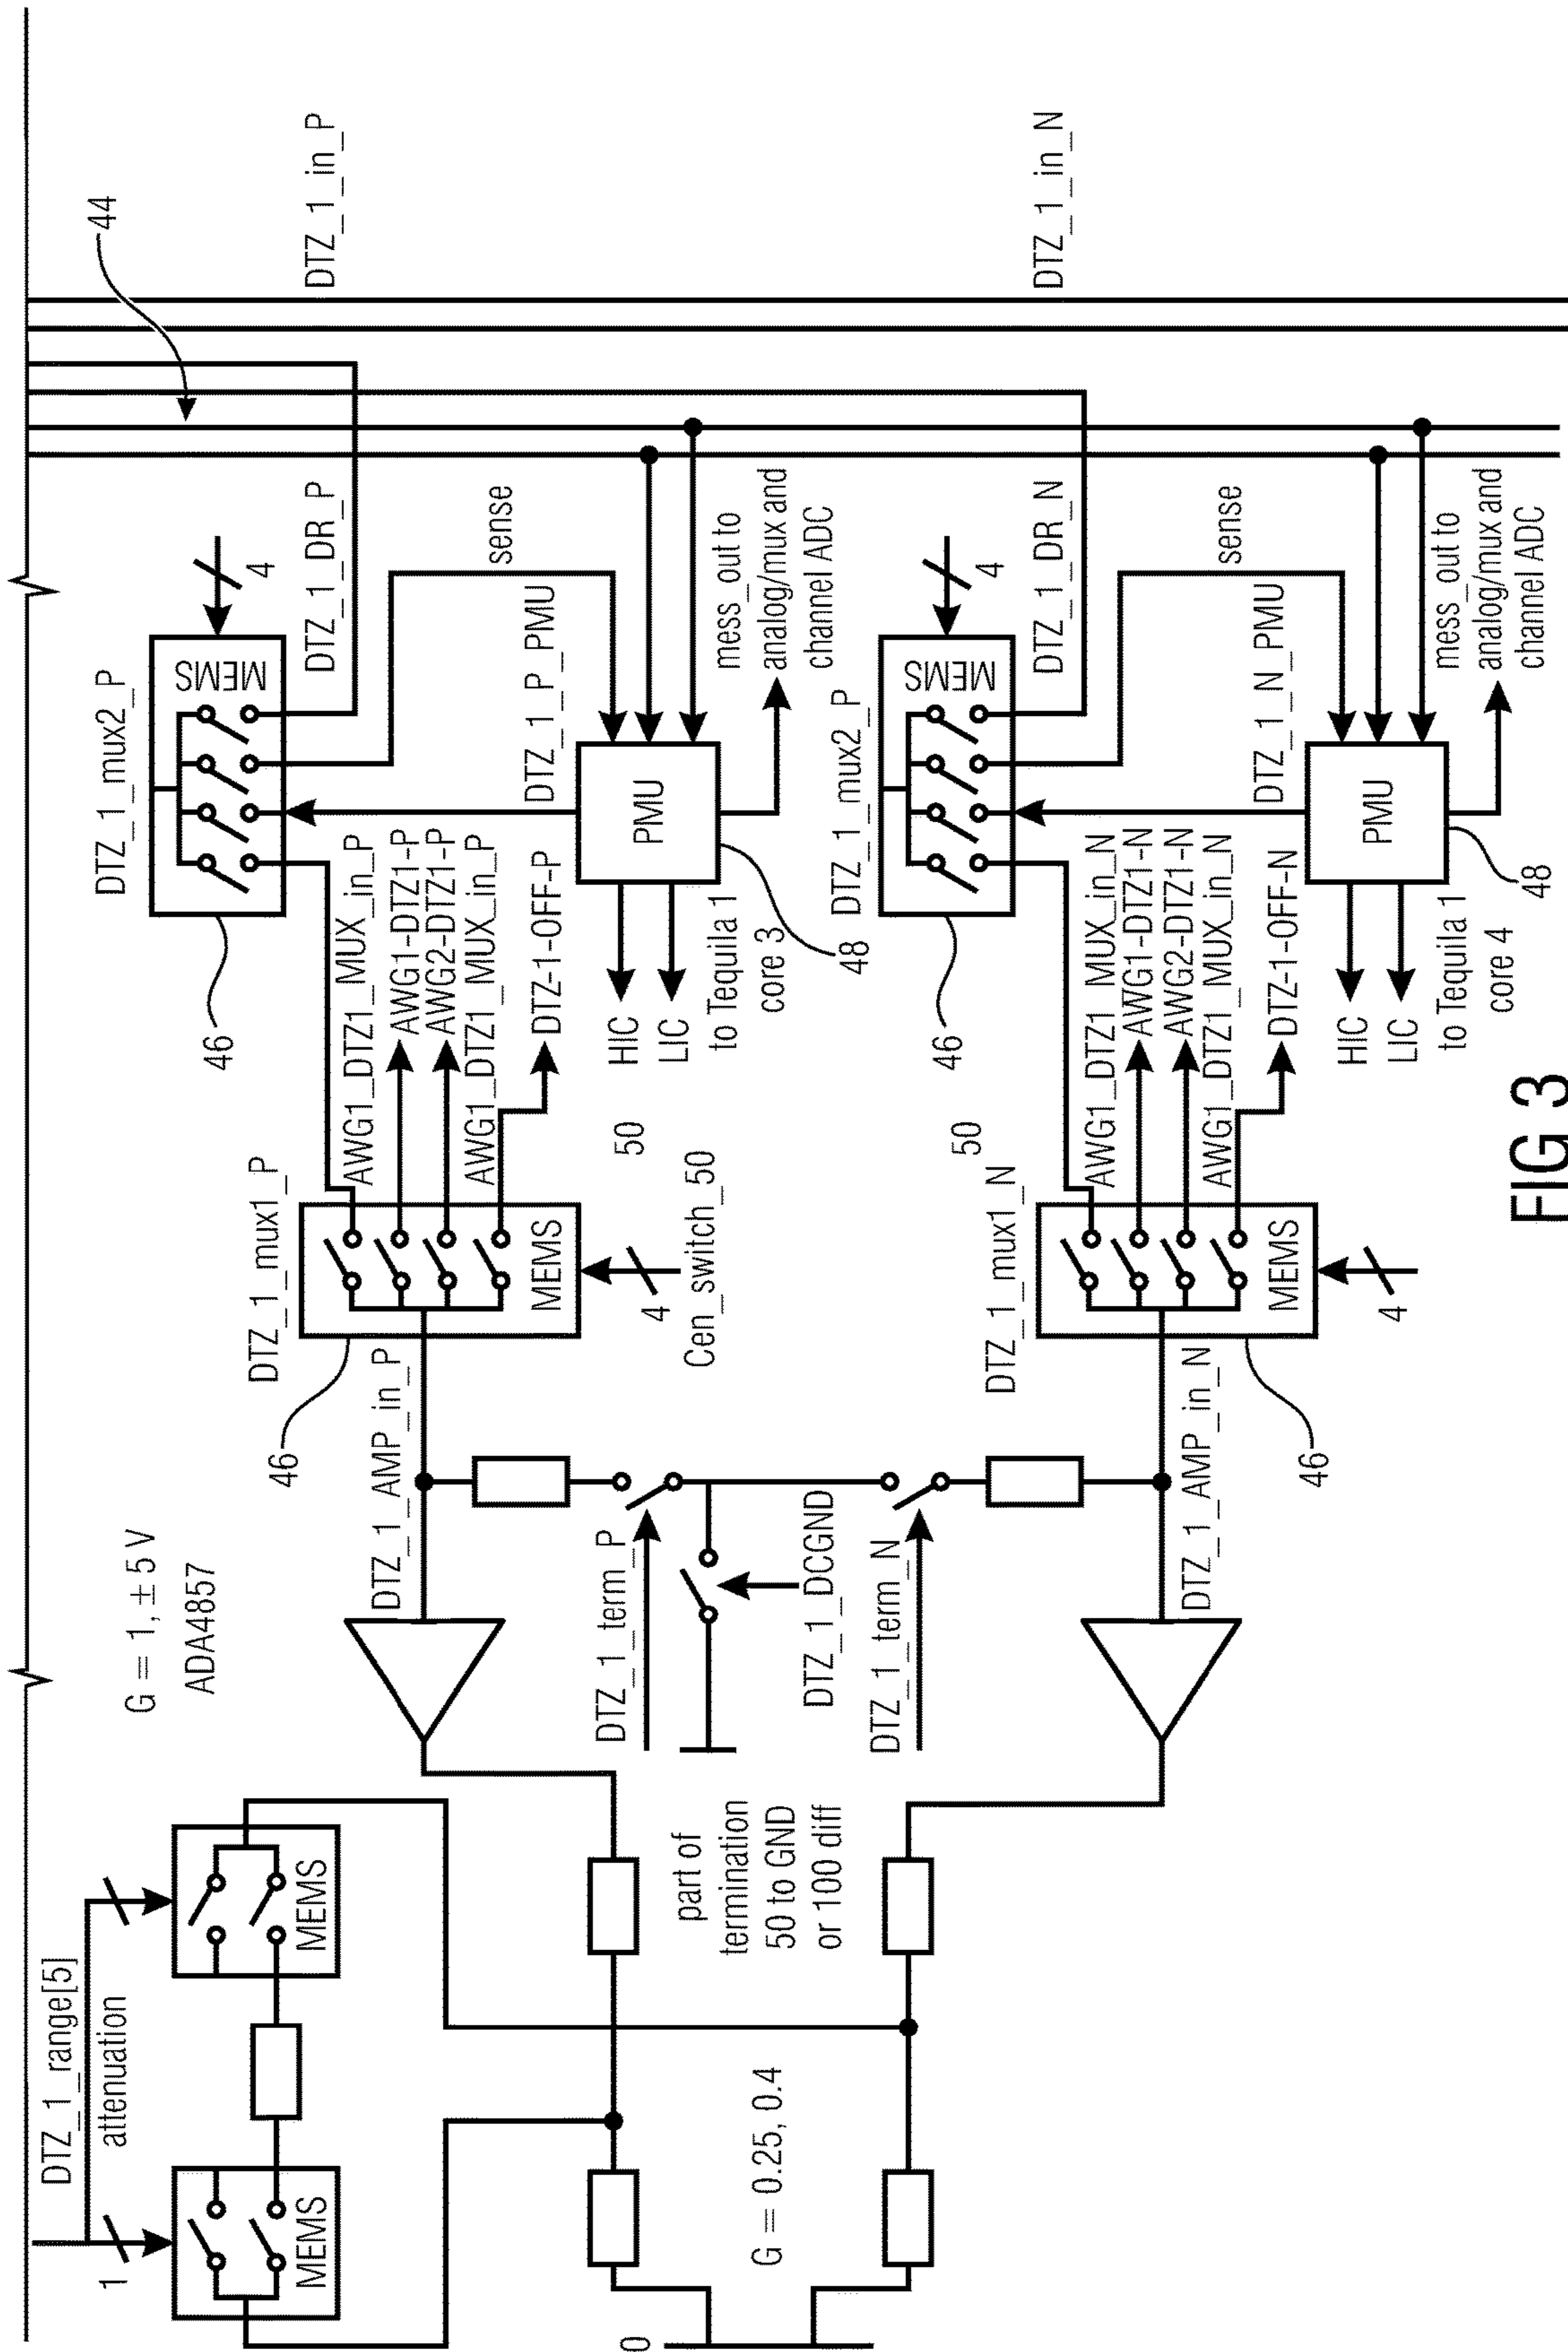 DTZ_1_range[5]
attenuation
1
MEMS
MEMS
G = 1, ± 5 V
ADA4857
DTZ_1_mux2_P
MEMS
4
46
44
DTZ_1_DR_P
DTZ_1_in_P
DTZ_1_mux1_P
AWG1_DTZ1_MUX_in_P
AWG1-DTZ1-P
AWG2-DTZ1-P
AWG1_DTZ1_MUX_in_P
DTZ-1-OFF-P
sense
DTZ_1_P_PMU
46
DTZ_1_AMP_in_P
MEMS
4
Cen_switch_50
50
PMU
HIC
LIC
to Tequila 1
core 3
48
mess_out to
analog/mux and
channel ADC
DTZ_1_term_P
DTZ_1_DCGND
DTZ_1_term_N
part of
termination
50 to GND
or 100 diff
G = 0.25, 0.4
0
DTZ_1_mux2_P
MEMS
4
46
DTZ_1_DR_N
DTZ_1_in_N
50
DTZ_1_mux1_N
AWG1_DTZ1_MUX_in_N
AWG1-DTZ1-N
AWG2-DTZ1-N
AWG1_DTZ1_MUX_in_N
DTZ-1-OFF-N
sense
DTZ_1_N_PMU
DTZ_1_AMP_in_N
46
MEMS
4
PMU
HIC
LIC
to Tequila 1
core 4
48
mess_out to
analog/mux and
channel ADC
FIG 3